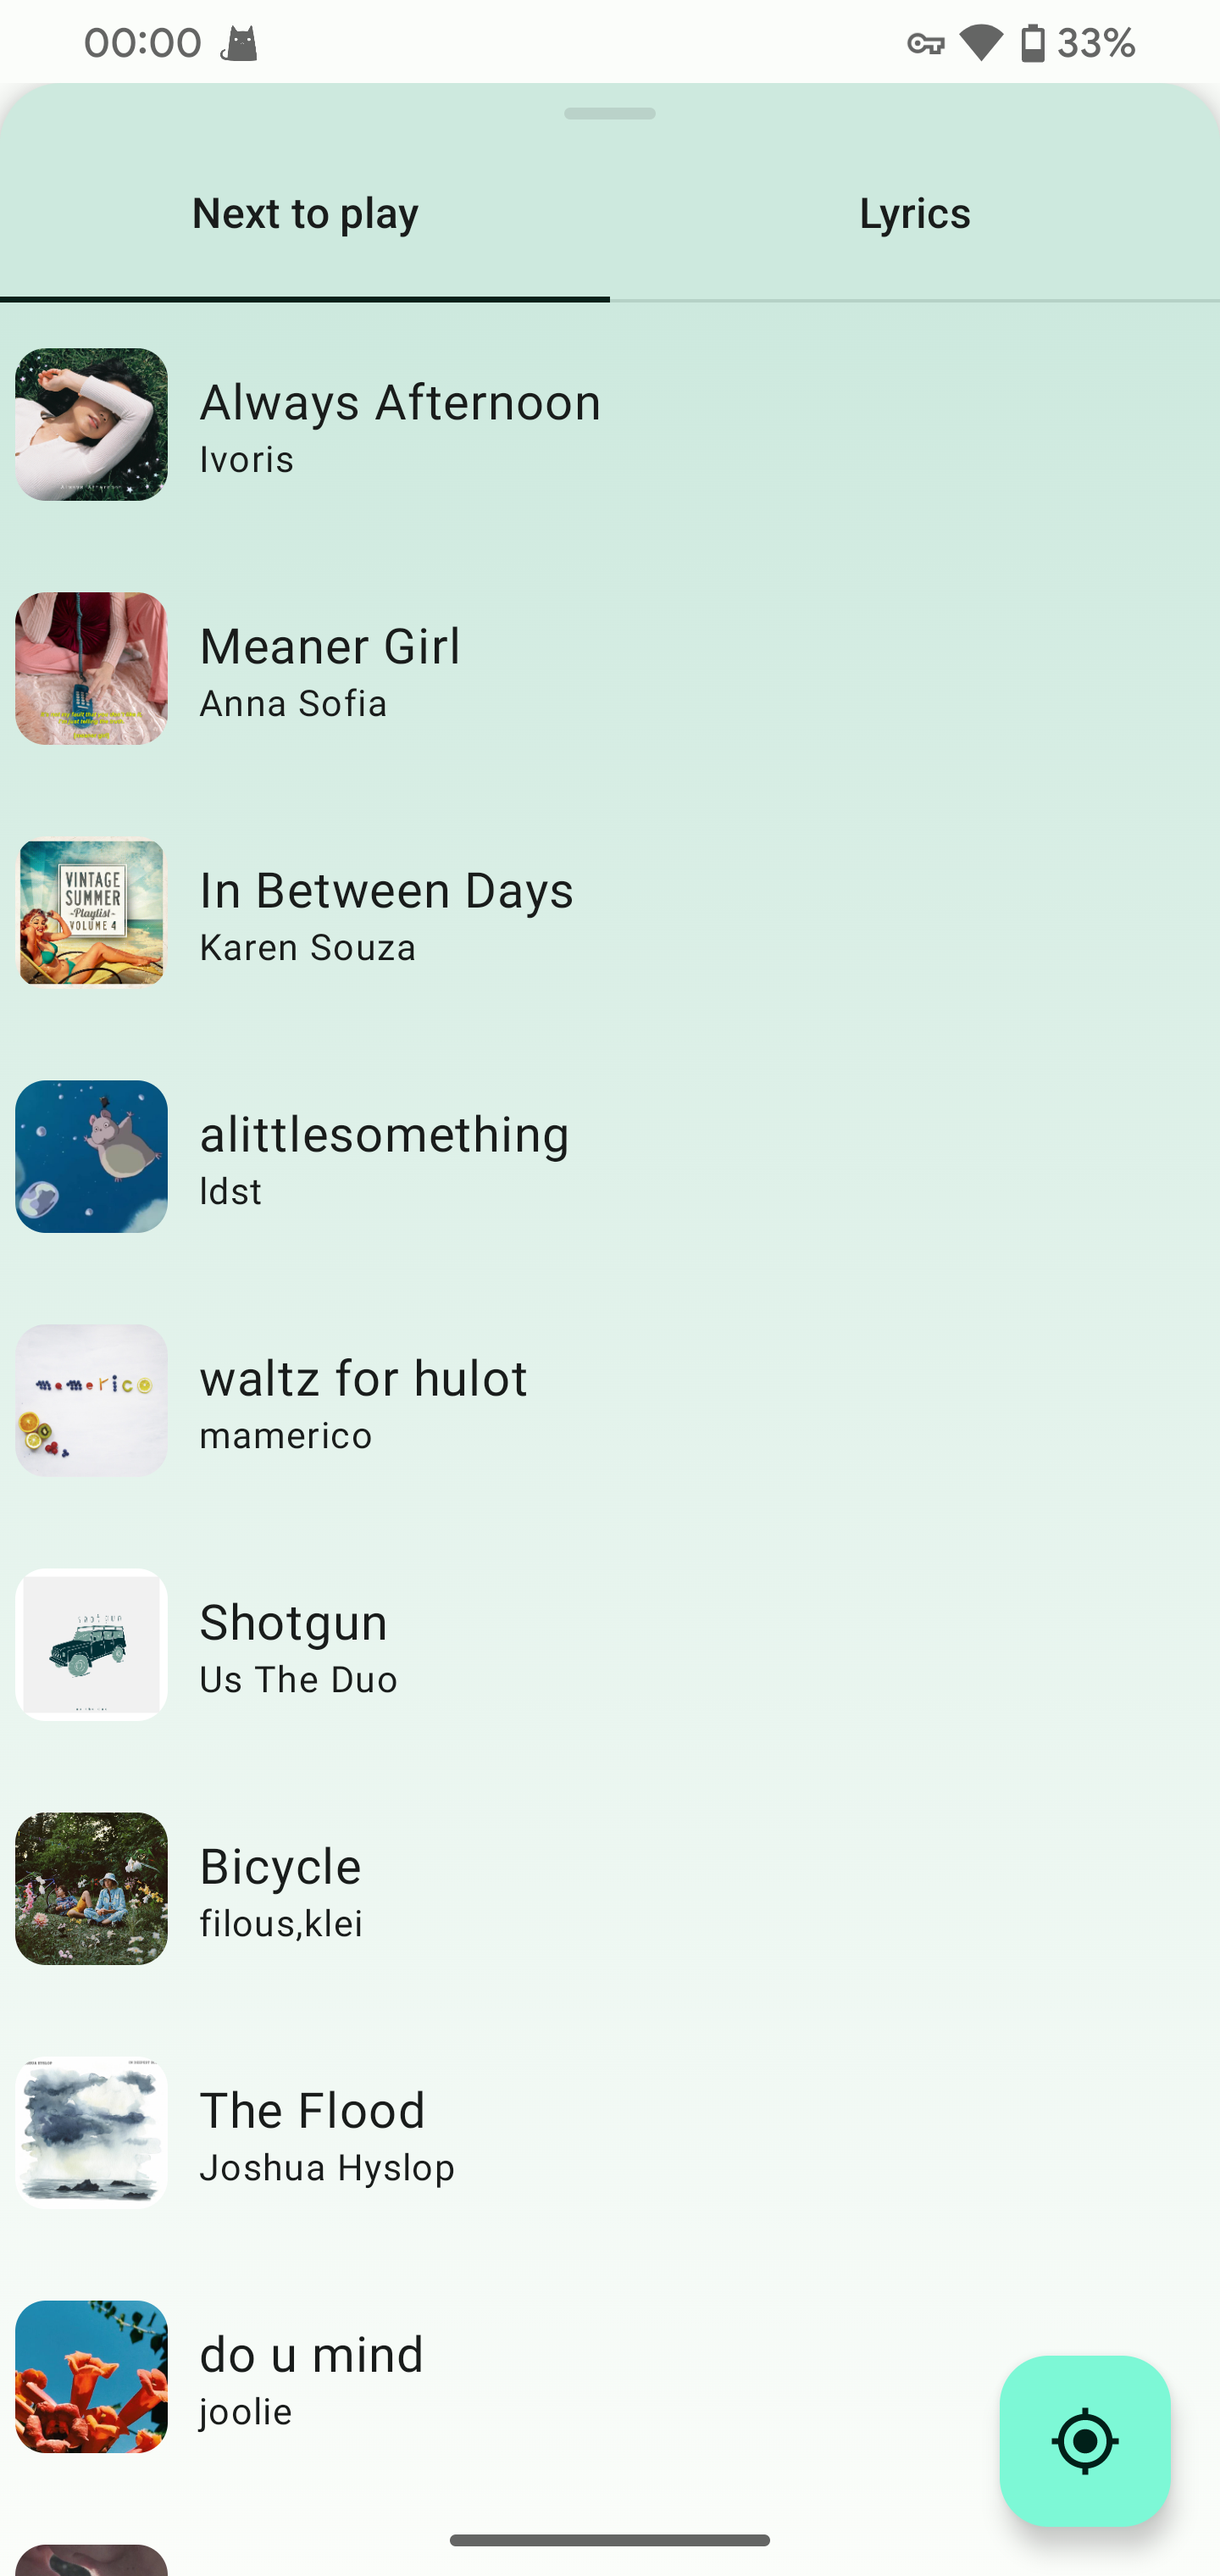 00:00
33%
Next to play
Lyrics
Always Afternoon
Ivoris
Meaner Girl
Anna Sofia
VINTAGE
SUMMER
-Playlist-
VOLUME 4
In Between Days
Karen Souza
alittlesomething
ldst
mamerico
waltz for hulot
mamerico
shotgun
Shotgun
Us The Duo
Bicycle
filous,klei
The Flood
Joshua Hyslop
do u mind
joolie